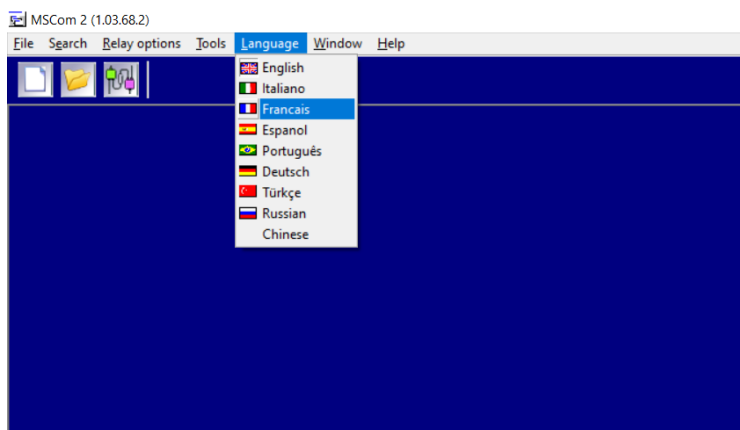 MSCom 2 (1.03.68.2)
File Search Relay options Tools Language Window Help
English
Italiano
Francais
Espanol
Português
Deutsch
Türkçe
Russian
Chinese